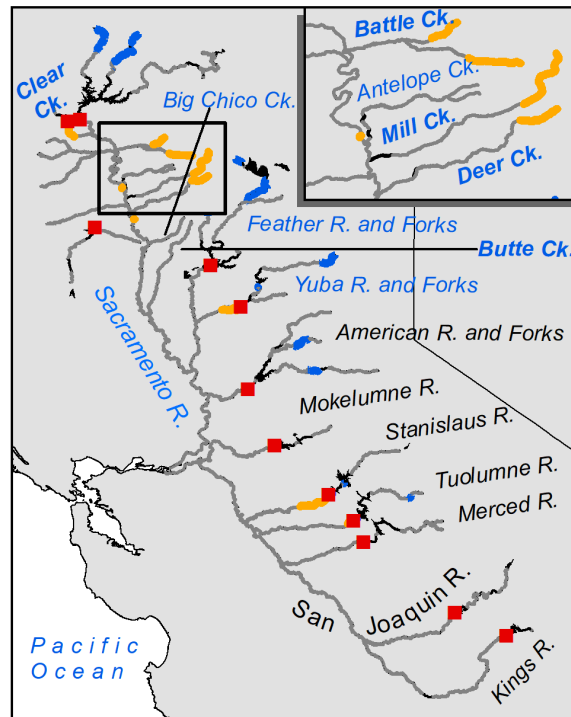 Battle Ck.
Clear
Ck.
Big Chico Ck.
Antelope Ck.
Mill Ck.
Deer Ck.
Feather R. and Forks
Butte Ck.
Yuba R. and Forks
Sacramento R.
American R. and Forks
Mokelumne R.
Stanislaus R.
Tuolumne R.
Merced R.
San
Joaquin R.
Kings R.
Pacific
Ocean